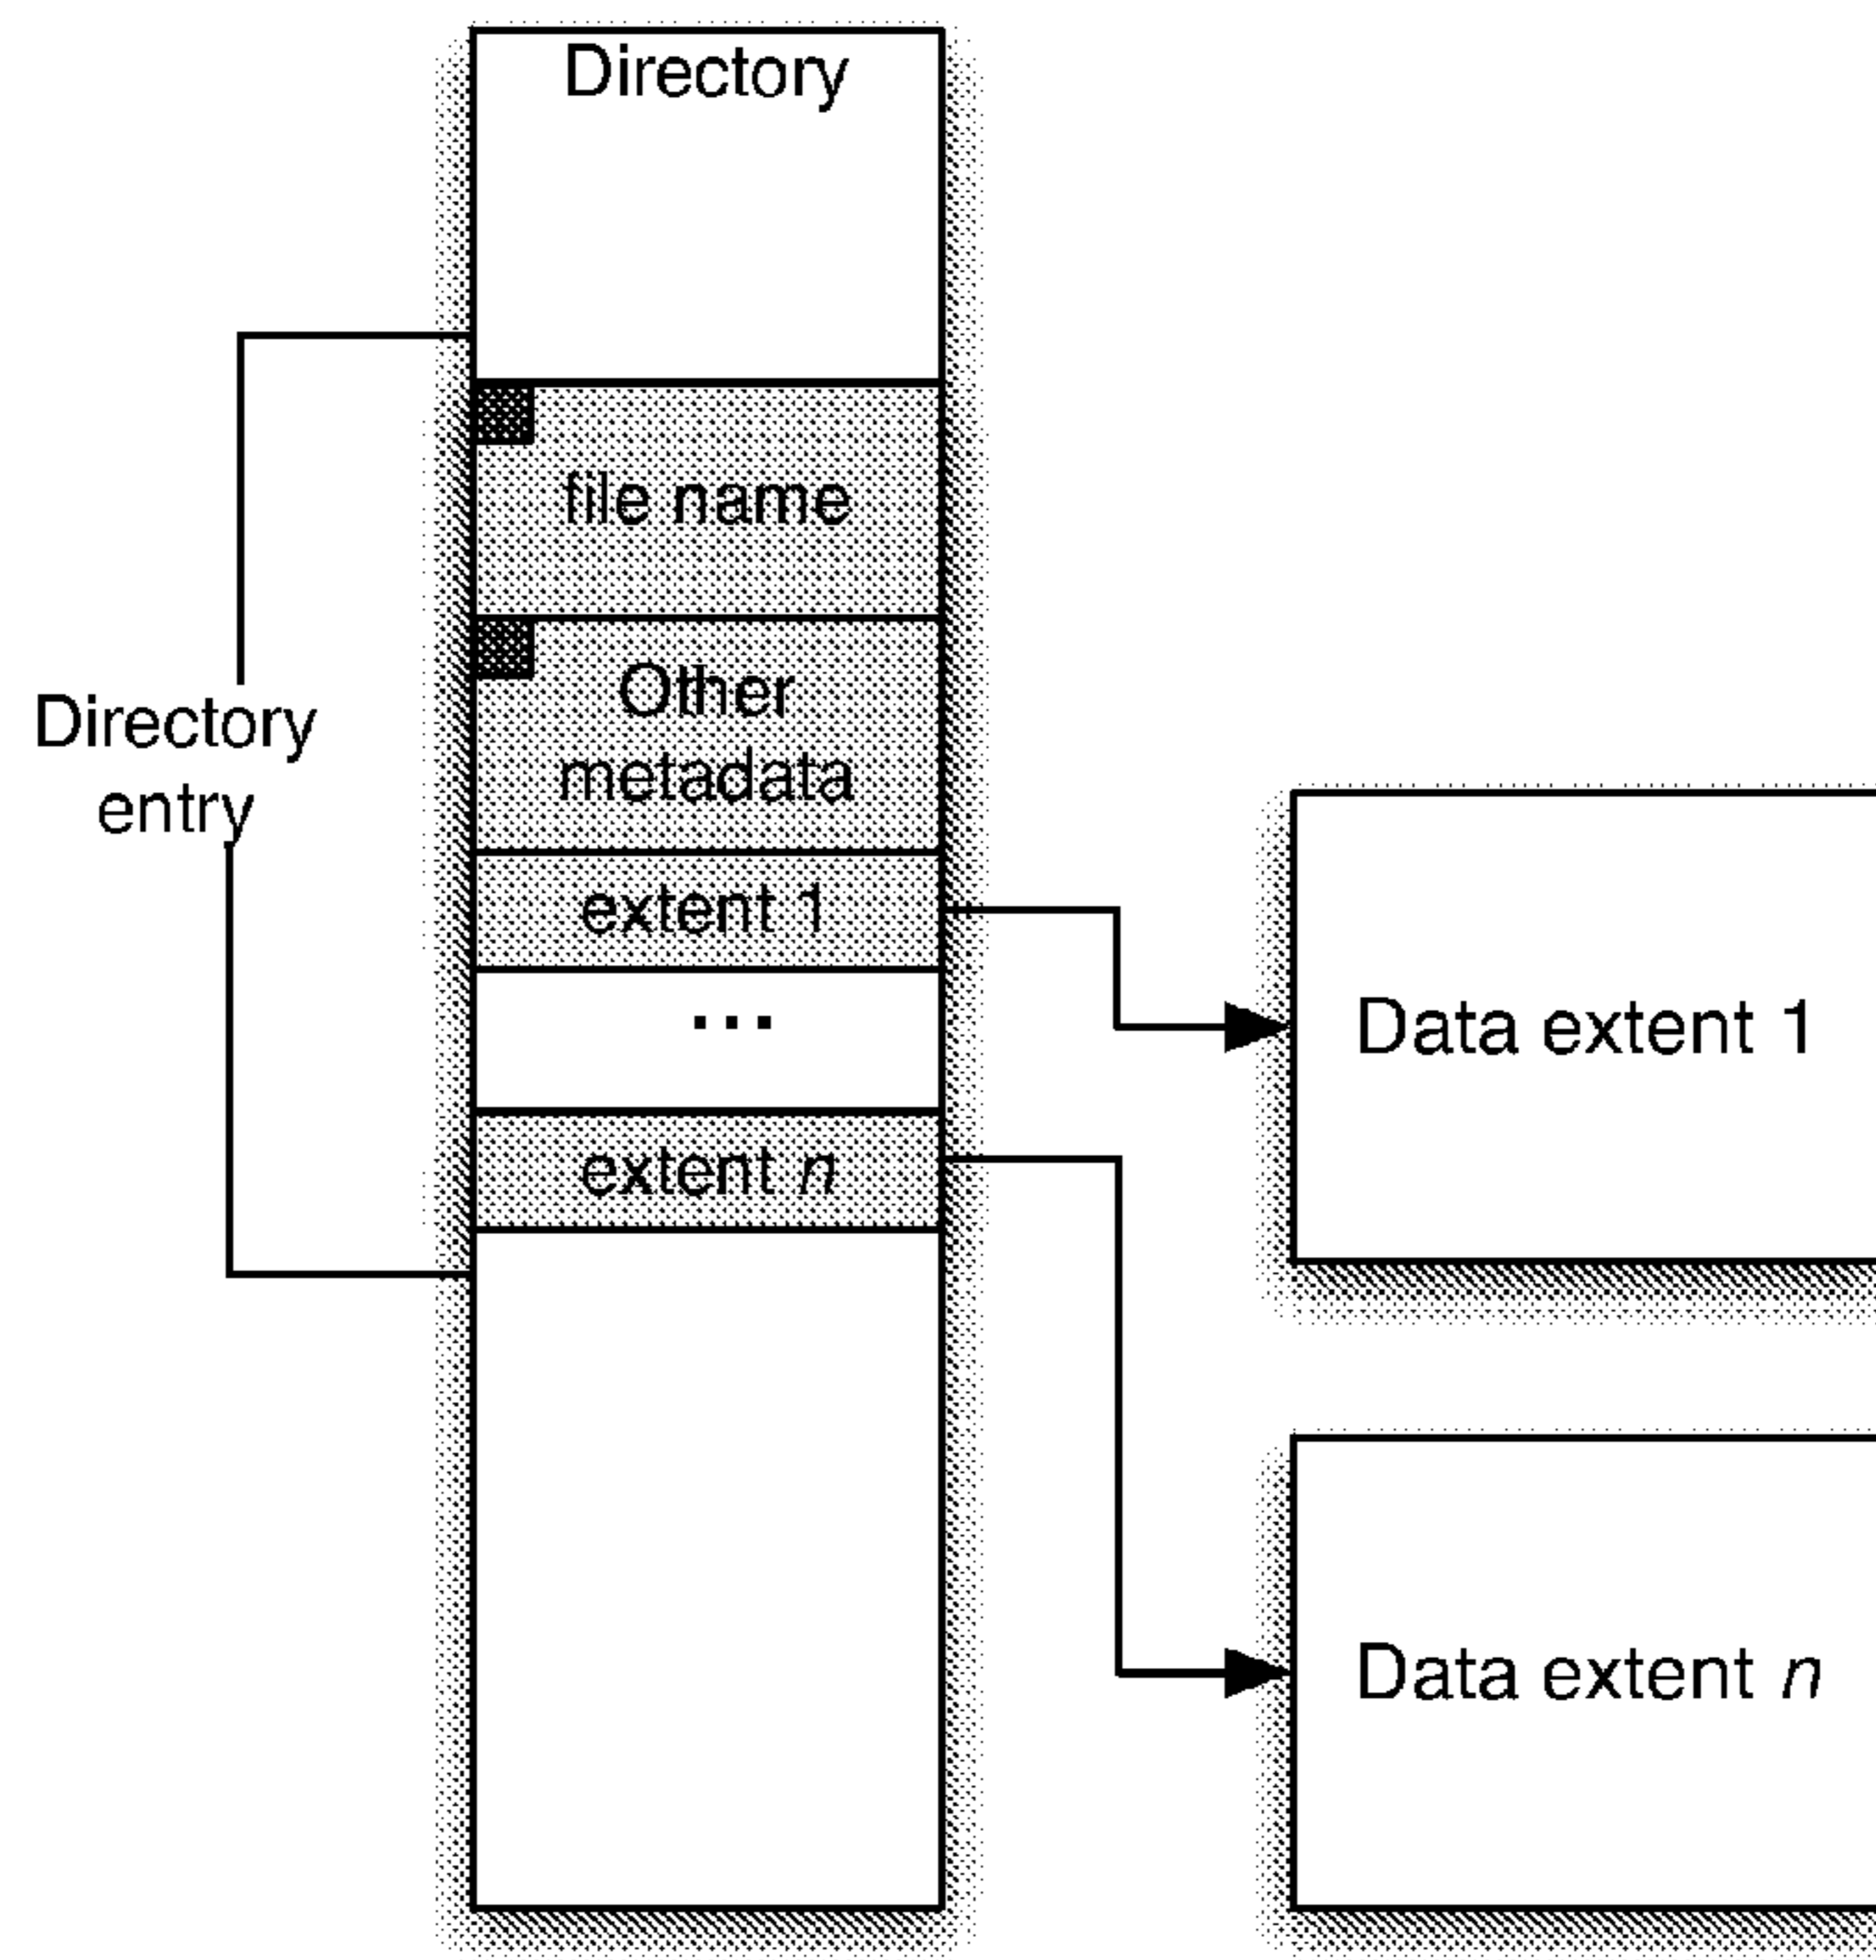 Directory
file name
Directory
entry
Other
metadata
extent 1
...
extent n
Data extent 1
Data extent n